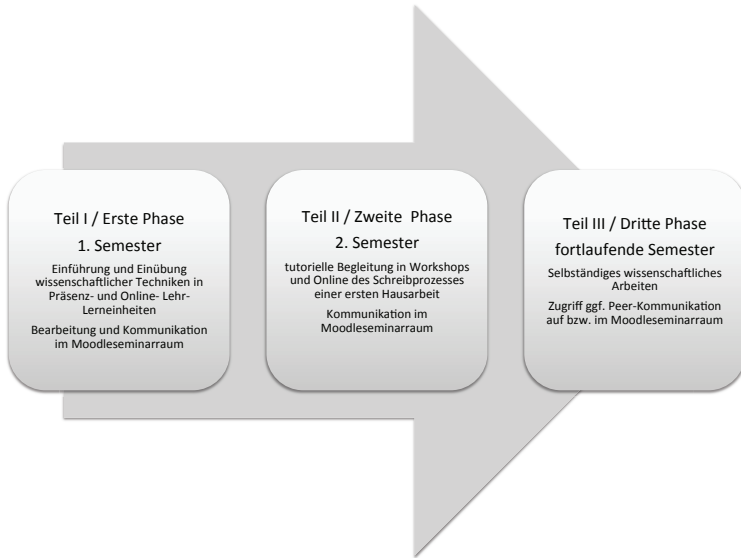 Teil I / Erste Phase
1. Semester
Einführung und Einübung
wissenschaftlicher Techniken in
Präsenz- und Online- Lehr-
Lerneinheiten
Bearbeitung und Kommunikation
im Moodleseminarraum
Teil II / Zweite Phase
2. Semester
tutorielle Begleitung in Workshops
und Online des Schreibprozesses
einer ersten Hausarbeit
Kommunikation im
Moodleseminarraum
Teil III / Dritte Phase
fortlaufende Semester
Selbständiges wissenschaftliches
Arbeiten
Zugriff ggf. Peer-Kommunikation
auf bzw. im Moodleseminarraum